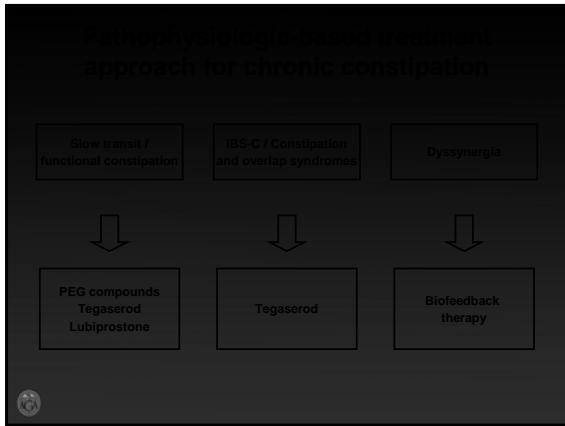 Pathophysiologic-based treatment
approach for chronic constipation
Slow transit /
functional constipation
IBS-C / Constipation
and overlap syndromes
Dyssynergia
PEG compounds
Tegaserod
Lubiprostone
Tegaserod
Biofeedback
therapy
AGA